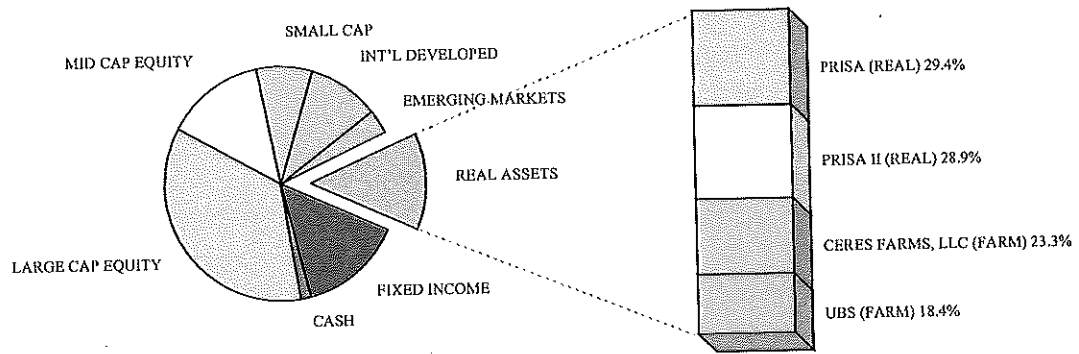 SMALL CAP
MID CAP EQUITY
INT'L DEVELOPED
EMERGING MARKETS
REAL ASSETS
LARGE CAP EQUITY
FIXED INCOME
CASH
PRISA (REAL) 29.4%
PRISA II (REAL) 28.9%
CERES FARMS, LLC (FARM) 23.3%
UBS (FARM) 18.4%